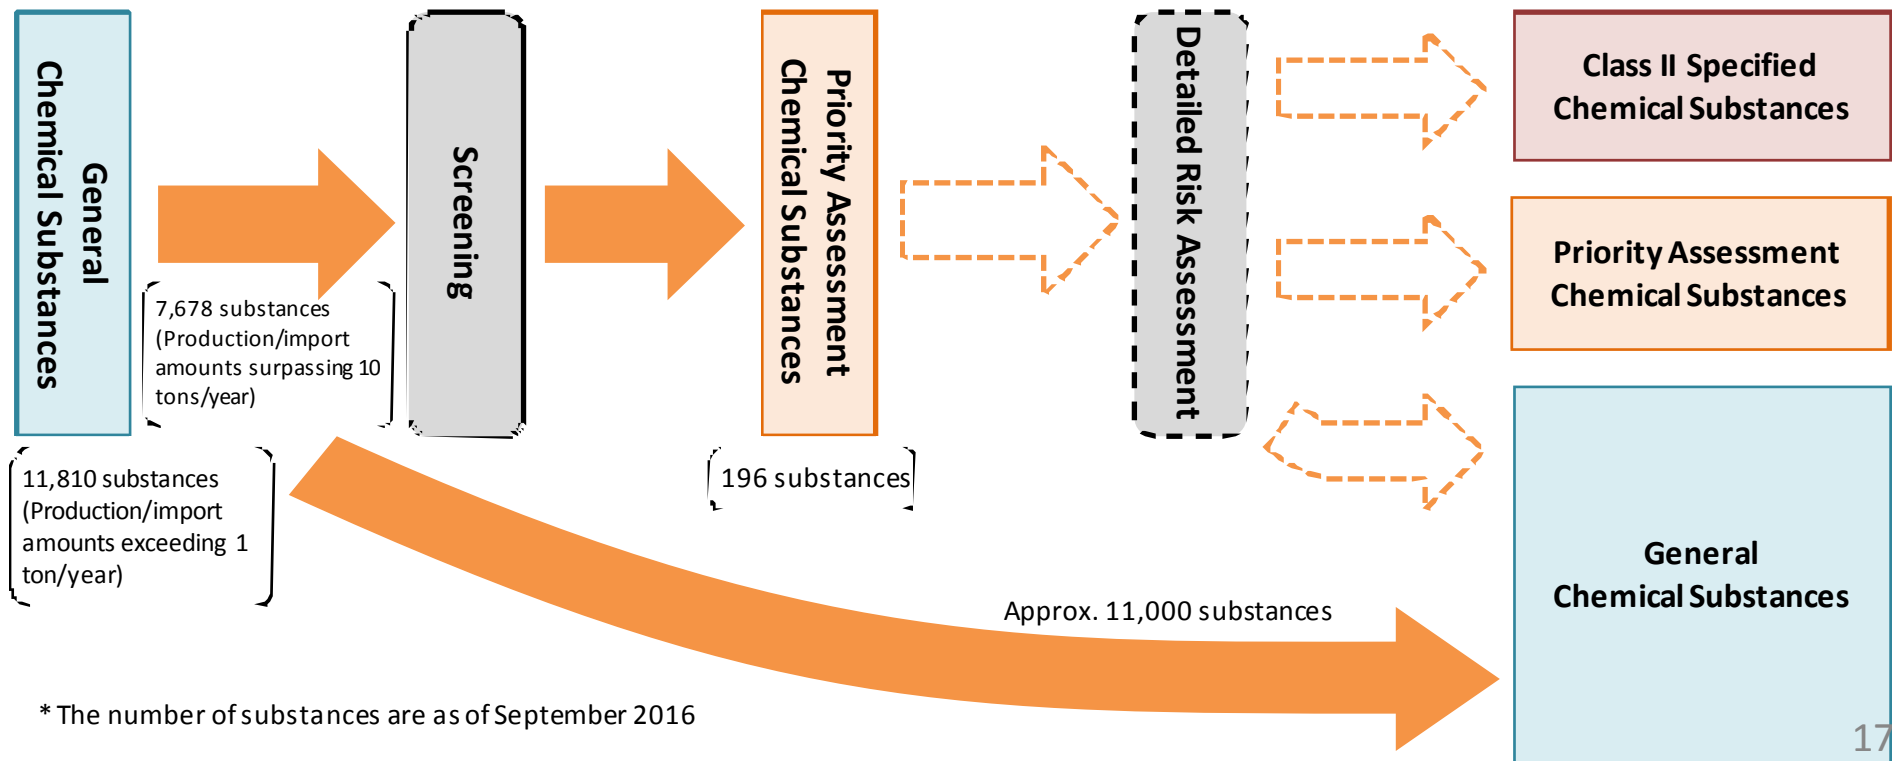 General
Chemical Substances
7,678 substances
(Production/import
amounts surpassing 10
tons/year)
11,810 substances
(Production/import
amounts exceeding 1
ton/year)
Screening
Priority Assessment
Chemical Substances
196 substances
Detailed Risk Assessment
Class II Specified
Chemical Substances
Priority Assessment
Chemical Substances
General
Chemical Substances
Approx. 11,000 substances
* The number of substances are as of September 2016
17